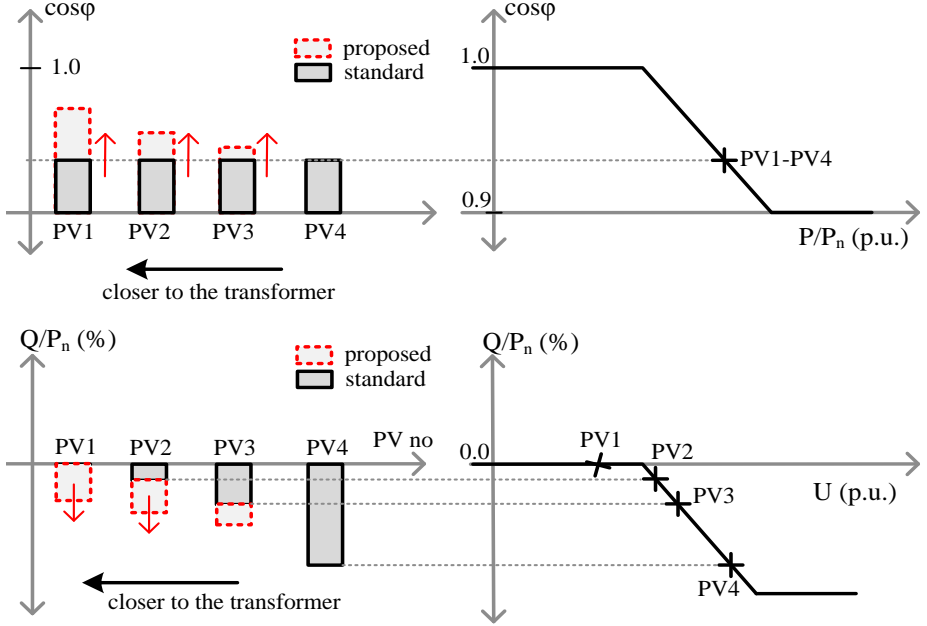 cosφ
1.0
proposed
standard
PV1 PV2 PV3 PV4
closer to the transformer
cosφ
1.0
PV1-PV4
0.9
P/Pn (p.u.)
Q/Pn (%)
proposed
standard
PV1 PV2 PV3 PV4 PV no
closer to the transformer
Q/Pn (%)
0.0
PV1
PV2
PV3
PV4
U (p.u.)